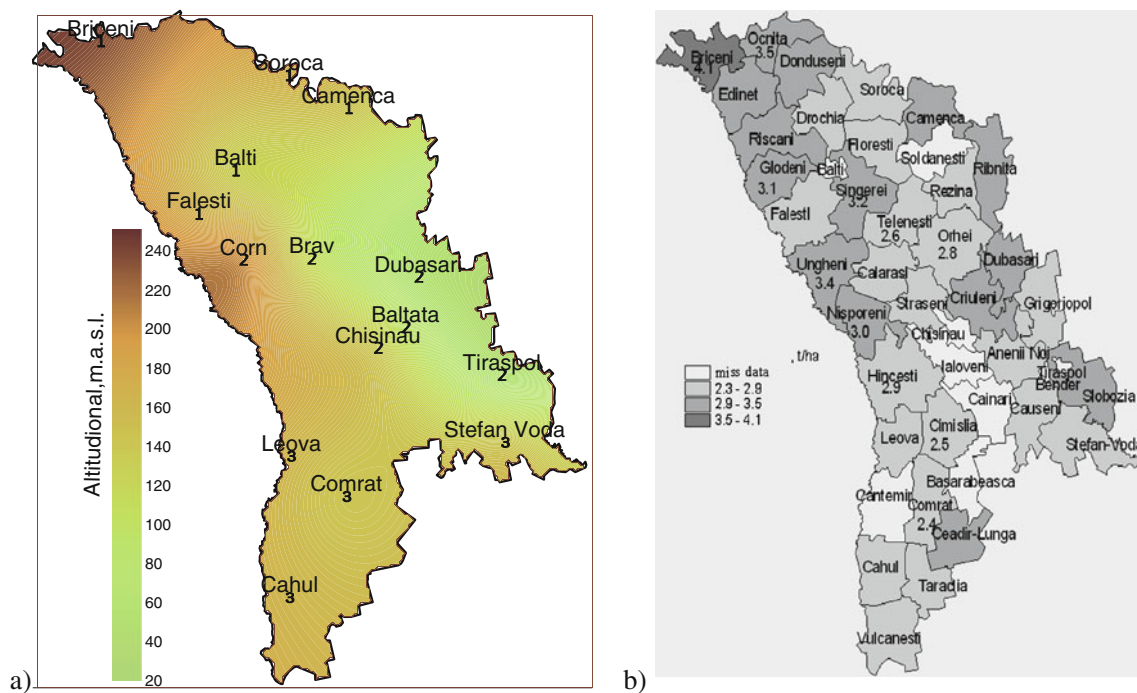 Briceni
1
Soroca
1
Camenca
1
Balti
1
Falesti
1
Corn
2
Brav
2
Dubasari
2
Baltata
2
Chisinau
2
Tiraspol
2
Stefan Voda
3
Leova
3
Comrat
3
Cahul
3
Altitudional,m.a.s.l.
240
220
200
180
160
140
120
100
80
60
40
20
a)
Ocnita
3.5
Briceni
4.1
Donduseni
Edinet
Soroca
Drochia
Camenca
Riscani
Floresti
Soldanesti
Glodeni
3.1
Balti
Singerei
3.2
Rezina
Ribnita
Falestl
Telenesti
2.6
Orhei
2.8
Ungheni
3.4
Calarasl
Dubasari
Straseni
Criuleni
Grigoriopol
Nisporeni
3.0
Chisinau
Anenii Noi
Ialoveni
Tiraspol
Bender
Slobozia
Hincesti
2.9
Cainari
Causeni
Leova
Cimislia
2.5
Stefan-Voda
Basarabeasca
Cantemir
Comrat
2.4
Ceadir-Lunga
Cahul
Taraclia
Vulcanesti
, t/ha
miss data
2.3 - 2.9
2.9 - 3.5
3.5 - 4.1
b)